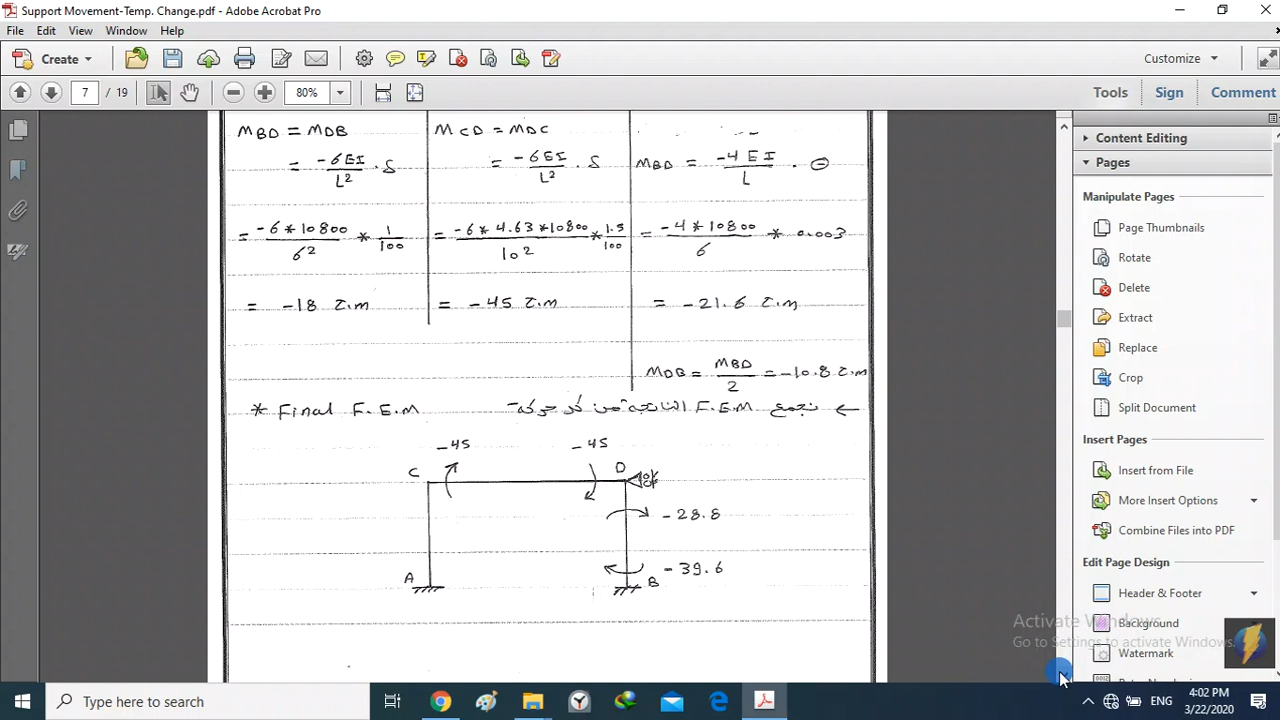 Support Movement-Temp. Change.pdf - Adobe Acrobat Pro
File Edit View Window Help
Create
Customize
7 / 19
80%
Tools Sign Comment
MBD = MDB
= -6EI/L² . δ
= -6*10800/6² * 1/100
= -18 t.m
MCD = MDC
= -6EI/L² . δ
= -6*4.63*10800/10² * 1.5/100
= -45 t.m
MBD = -4EI/L . θ
= -4*10800/6 * 0.003
= -21.6 t.m
MDB = MBD/2 = -10.8 t.m
* Final F.E.M
← نجمع F.E.M الناتجة من كل حركة
-45 -45
C D
-28.8
-39.6
A B
Content Editing
Pages
Manipulate Pages
Page Thumbnails
Rotate
Delete
Extract
Replace
Crop
Split Document
Insert Pages
Insert from File
More Insert Options
Combine Files into PDF
Edit Page Design
Header & Footer
Background
Watermark
Activate Windows
Go to Settings to activate Windows.
Type here to search
ENG
4:02 PM
3/22/2020